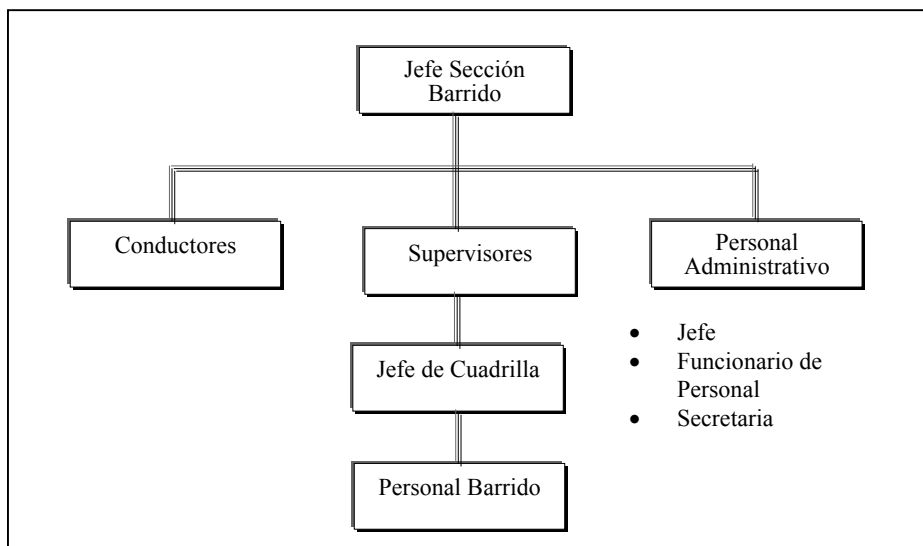 Jefe Sección
Barrido
Conductores
Supervisores
Personal
Administrativo
• Jefe
• Funcionario de
Personal
• Secretaria
Jefe de Cuadrilla
Personal Barrido